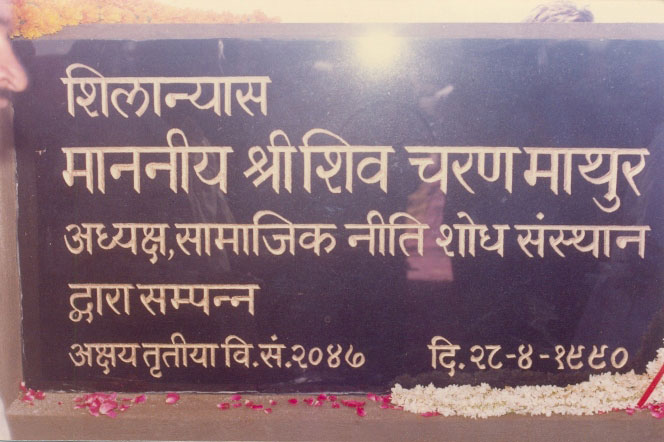 शिलान्यास
माननीय श्री शिव चरण माथुर
अध्यक्ष, सामाजिक नीति शोध संस्थान
द्वारा सम्पन्न
अक्षय तृतीया वि.सं.२०४७ दि.२८-४-१९९०